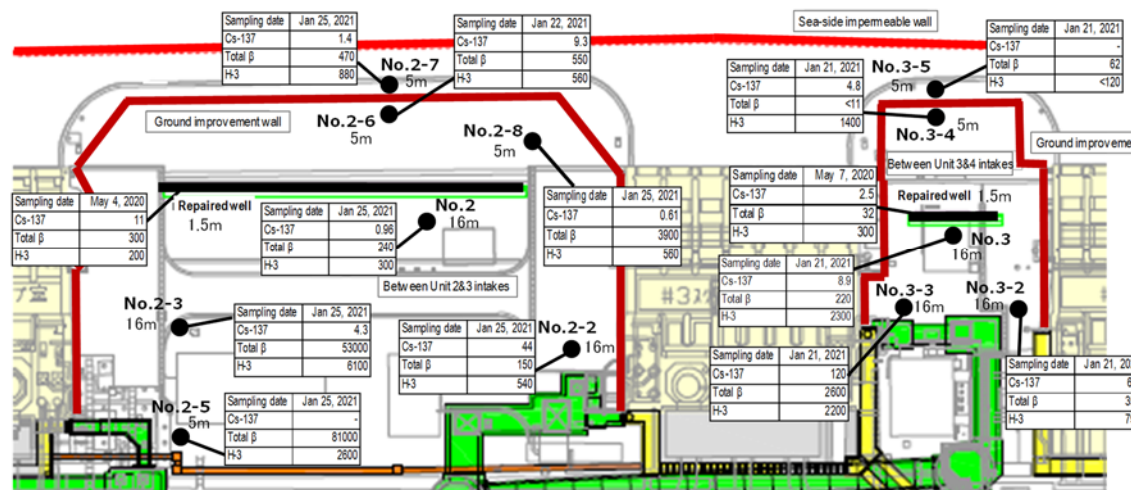 Sampling date Jan 25, 2021
Cs-137 1.4
Total β 470
H-3 880
Sampling date Jan 22, 2021
Cs-137 9.3
Total β 550
H-3 560
Sea-side impermeable wall
Sampling date Jan 21, 2021
Cs-137 -
Total β 62
H-3 <120
No.2-7
5m
No.3-5
5m
Sampling date Jan 21, 2021
Cs-137 4.8
Total β <11
H-3 1400
Ground improvement wall
No.2-6
5m
No.2-8
5m
No.3-4
5m
Ground improvement
Between Unit 3&4 intakes
Sampling date May 4, 2020
Cs-137 11
Total β 300
H-3 200
Repaired well
1.5m
Sampling date Jan 25, 2021
Cs-137 0.96
Total β 240
H-3 300
No.2
16m
Sampling date Jan 25, 2021
Cs-137 0.61
Total β 3900
H-3 560
Sampling date May 7, 2020
Cs-137 2.5
Total β 32
H-3 300
Repaired well 1.5m
No.3
16m
Between Unit 2&3 intakes
Sampling date Jan 21, 2021
Cs-137 8.9
Total β 220
H-3 2300
No.2-3
16m
Sampling date Jan 25, 2021
Cs-137 4.3
Total β 53000
H-3 6100
Sampling date Jan 25, 2021
Cs-137 44
Total β 150
H-3 540
No.2-2
16m
No.3-3
16m
No.3-2
16m
Sampling date Jan 21, 2021
Cs-137 120
Total β 2600
H-3 2200
Sampling date Jan 21, 20
Cs-137 6
Total β
H-3
No.2-5
5m
Sampling date Jan 25, 2021
Cs-137 -
Total β 81000
H-3 2600